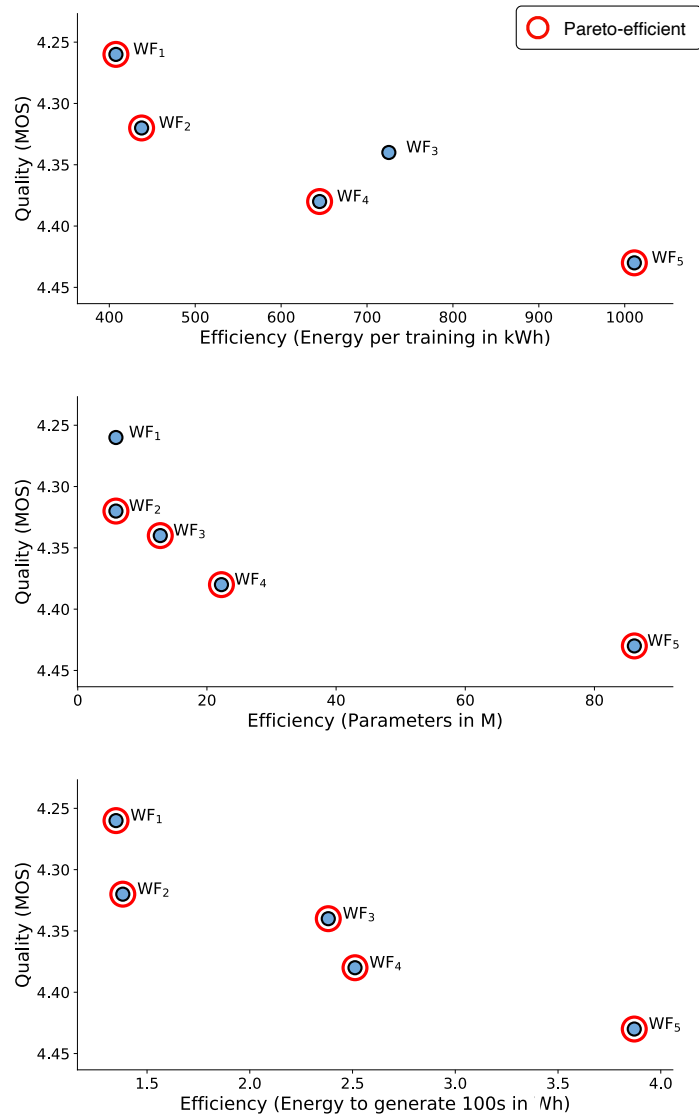 Pareto-efficient
4.25
4.30
4.35
4.40
4.45
Quality (MOS)
WF₁
WF₂
WF₃
WF₄
WF₅
400 500 600 700 800 900 1000
Efficiency (Energy per training in kWh)
4.25
4.30
4.35
4.40
4.45
Quality (MOS)
WF₁
WF₂
WF₃
WF₄
WF₅
0 20 40 60 80
Efficiency (Parameters in M)
4.25
4.30
4.35
4.40
4.45
Quality (MOS)
WF₁
WF₂
WF₃
WF₄
WF₅
1.5 2.0 2.5 3.0 3.5 4.0
Efficiency (Energy to generate 100s in Wh)